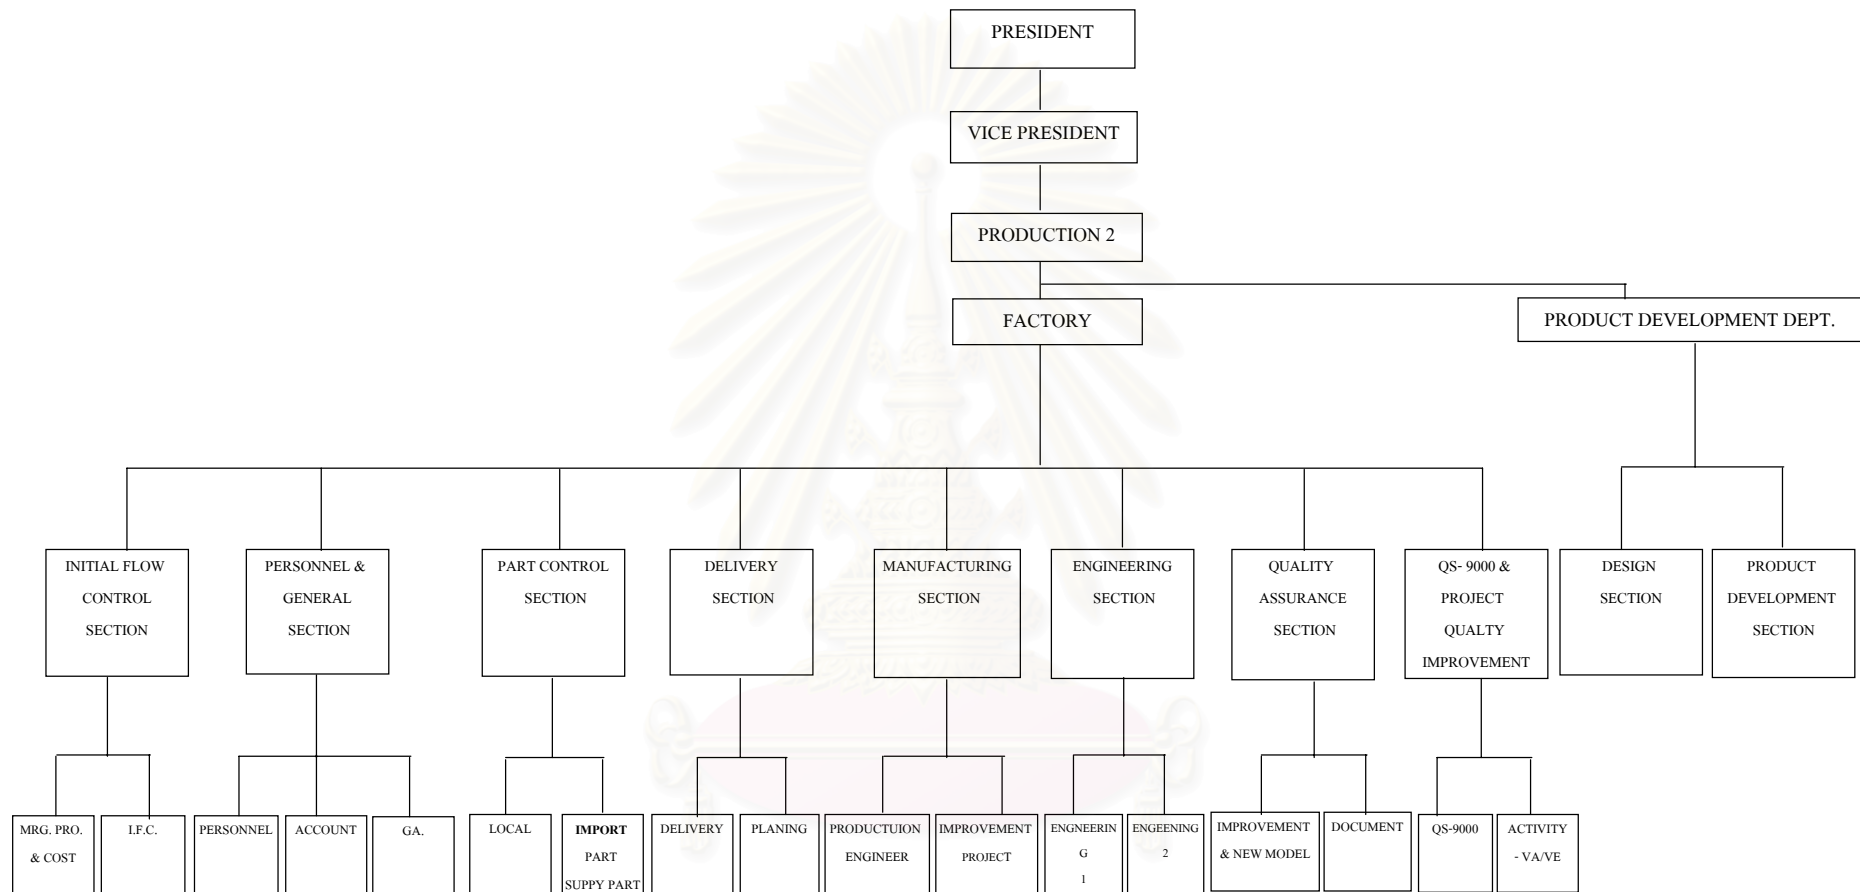 PRESIDENT
VICE PRESIDENT
PRODUCTION 2
FACTORY
PRODUCT DEVELOPMENT DEPT.
INITIAL FLOW
CONTROL
SECTION
PERSONNEL &
GENERAL
SECTION
PART CONTROL
SECTION
DELIVERY
SECTION
MANUFACTURING
SECTION
ENGINEERING
SECTION
QUALITY
ASSURANCE
SECTION
QS- 9000 &
PROJECT
QUALTY
IMPROVEMENT
DESIGN
SECTION
PRODUCT
DEVELOPMENT
SECTION
MRG. PRO.
& COST
I.F.C.
PERSONNEL
ACCOUNT
GA.
LOCAL
IMPORT
PART
SUPPY PART
DELIVERY
PLANING
PRODUCTUION
ENGINEER
IMPROVEMENT
PROJECT
ENGNEERIN
G
1
ENGEENING
2
IMPROVEMENT
& NEW MODEL
DOCUMENT
QS-9000
ACTIVITY
- VA/VE